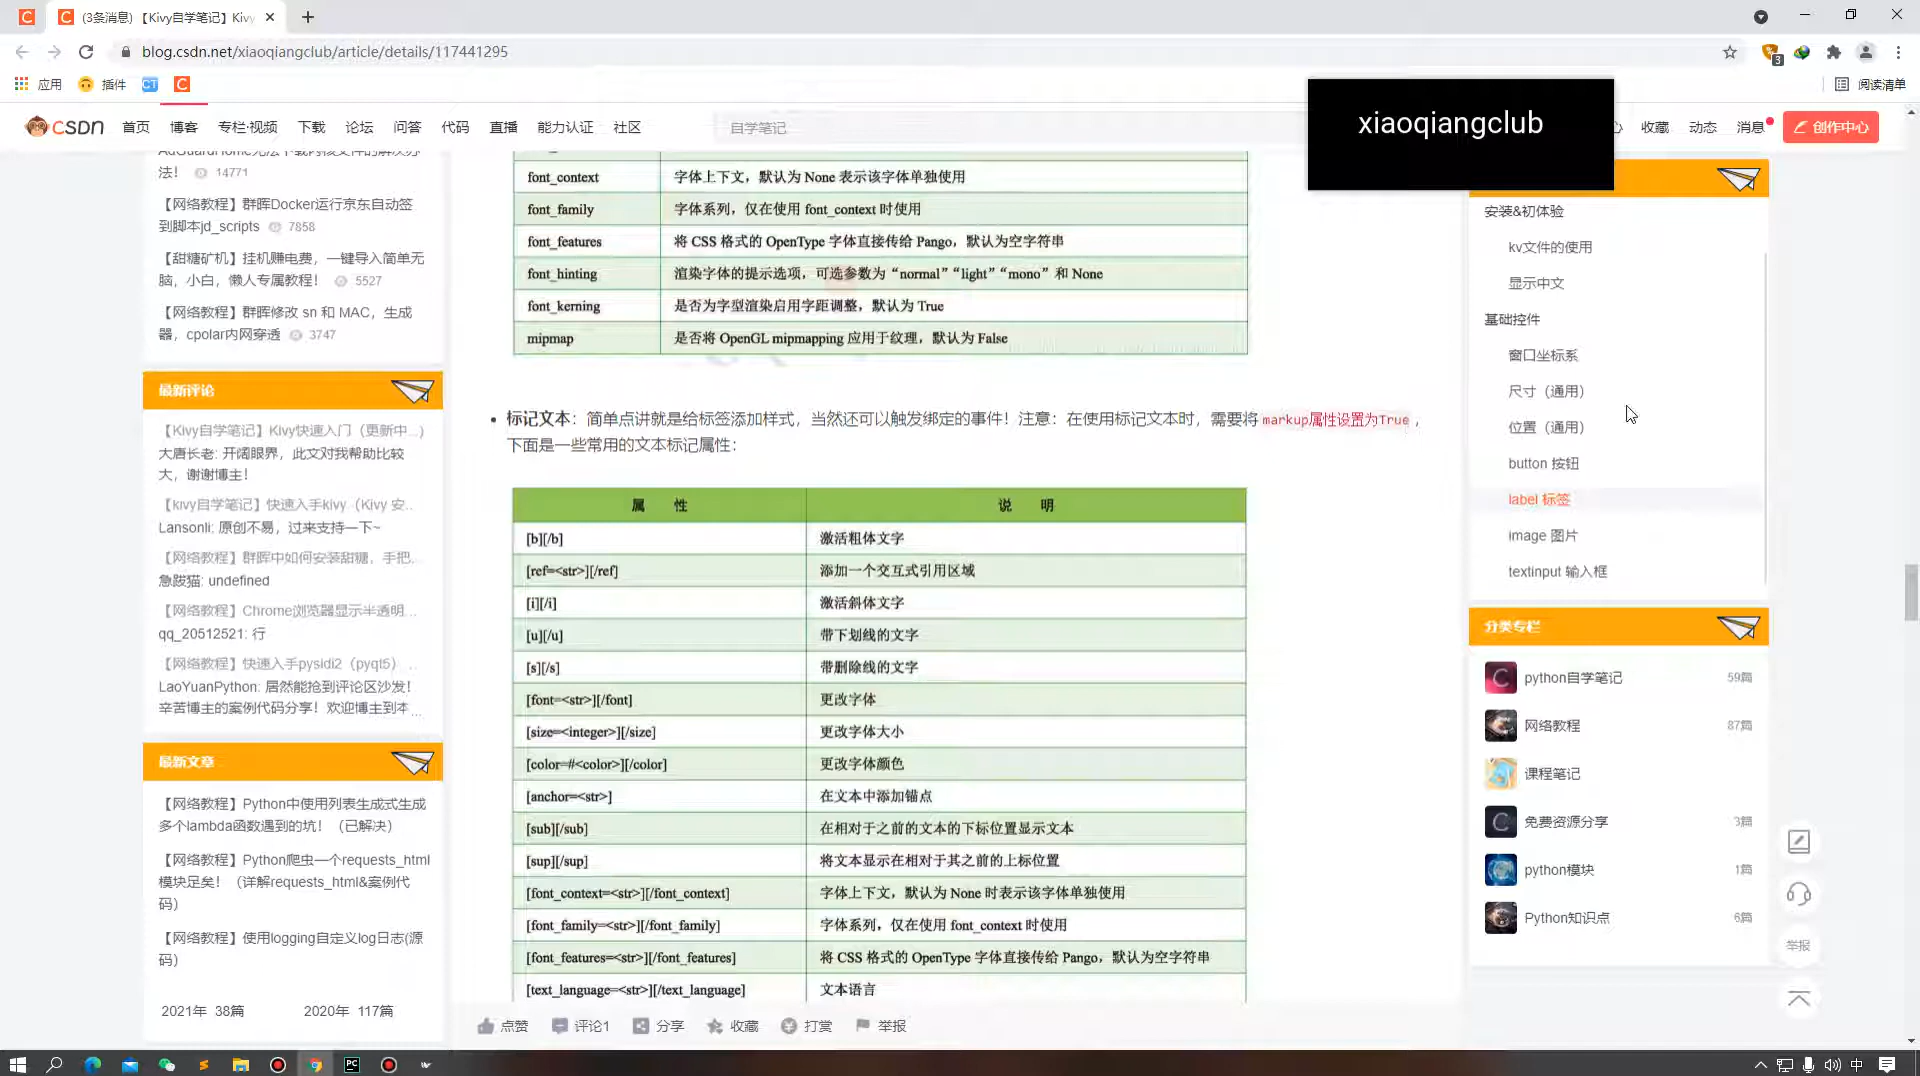 (3条消息) 【Kivy自学笔记】Kivy
blog.csdn.net/xiaoqiangclub/article/details/117441295
3
应用
插件
阅读清单
xiaoqiangclub
CSDN
首页
博客
专栏·视频
下载
论坛
问答
代码
直播
能力认证
社区
自学笔记
收藏
动态
消息
创作中心
法! 14771
【网络教程】群晖Docker运行京东自动签
到脚本jd_scripts 7858
【甜糖矿机】挂机赚电费，一键导入简单无
脑，小白，懒人专属教程! 5527
【网络教程】群晖修改 sn 和 MAC，生成
器，cpolar内网穿透 3747
最新评论
【Kivy自学笔记】Kivy快速入门（更新中...）
大唐长老: 开阔眼界，此文对我帮助比较
大，谢谢博主!
【kivy自学笔记】快速入手kivy（Kivy 安...
Lansonli: 原创不易，过来支持一下~
【网络教程】群晖中如何安装甜糖，手把...
急跋猫: undefined
【网络教程】Chrome浏览器显示半透明...
qq_20512521: 行
【网络教程】快速入手pysidi2（pyqt5） ...
LaoYuanPython: 居然能抢到评论区沙发!
辛苦博主的案例代码分享! 欢迎博主到本...
最新文章
【网络教程】Python中使用列表生成式生成
多个lambda函数遇到的坑! （已解决）
【网络教程】Python爬虫一个requests_html
模块足矣! （详解requests_html&案例代
码）
【网络教程】使用logging自定义log日志(源
码)
2021年 38篇
2020年 117篇
font_context 字体上下文，默认为 None 表示该字体单独使用
font_family 字体系列，仅在使用 font_context 时使用
font_features 将 CSS 格式的 OpenType 字体直接传给 Pango，默认为空字符串
font_hinting 渲染字体的提示选项，可选参数为“normal”“light”“mono”和 None
font_kerning 是否为字型渲染启用字距调整，默认为 True
mipmap 是否将 OpenGL mipmapping 应用于纹理，默认为 False
• 标记文本：简单点讲就是给标签添加样式，当然还可以触发绑定的事件! 注意：在使用标记文本时，需要将 markup属性设置为True ，
下面是一些常用的文本标记属性：
属 性 说 明
[b][/b] 激活粗体文字
[ref=<str>][/ref] 添加一个交互式引用区域
[i][/i] 激活斜体文字
[u][/u] 带下划线的文字
[s][/s] 带删除线的文字
[font=<str>][/font] 更改字体
[size=<integer>][/size] 更改字体大小
[color=#<color>][/color] 更改字体颜色
[anchor=<str>] 在文本中添加锚点
[sub][/sub] 在相对于之前的文本的下标位置显示文本
[sup][/sup] 将文本显示在相对于其之前的上标位置
[font_context=<str>][/font_context] 字体上下文，默认为 None 时表示该字体单独使用
[font_family=<str>][/font_family] 字体系列，仅在使用 font_context 时使用
[font_features=<str>][/font_features] 将 CSS 格式的 OpenType 字体直接传给 Pango，默认为空字符串
[text_language=<str>][/text_language] 文本语言
点赞
评论1
分享
收藏
打赏
举报
安装&初体验
kv文件的使用
显示中文
基础控件
窗口坐标系
尺寸（通用）
位置（通用）
button 按钮
label 标签
image 图片
textinput 输入框
分类专栏
python自学笔记 59篇
网络教程 87篇
课程笔记
免费资源分享 3篇
python模块 1篇
Python知识点 6篇
举报
中